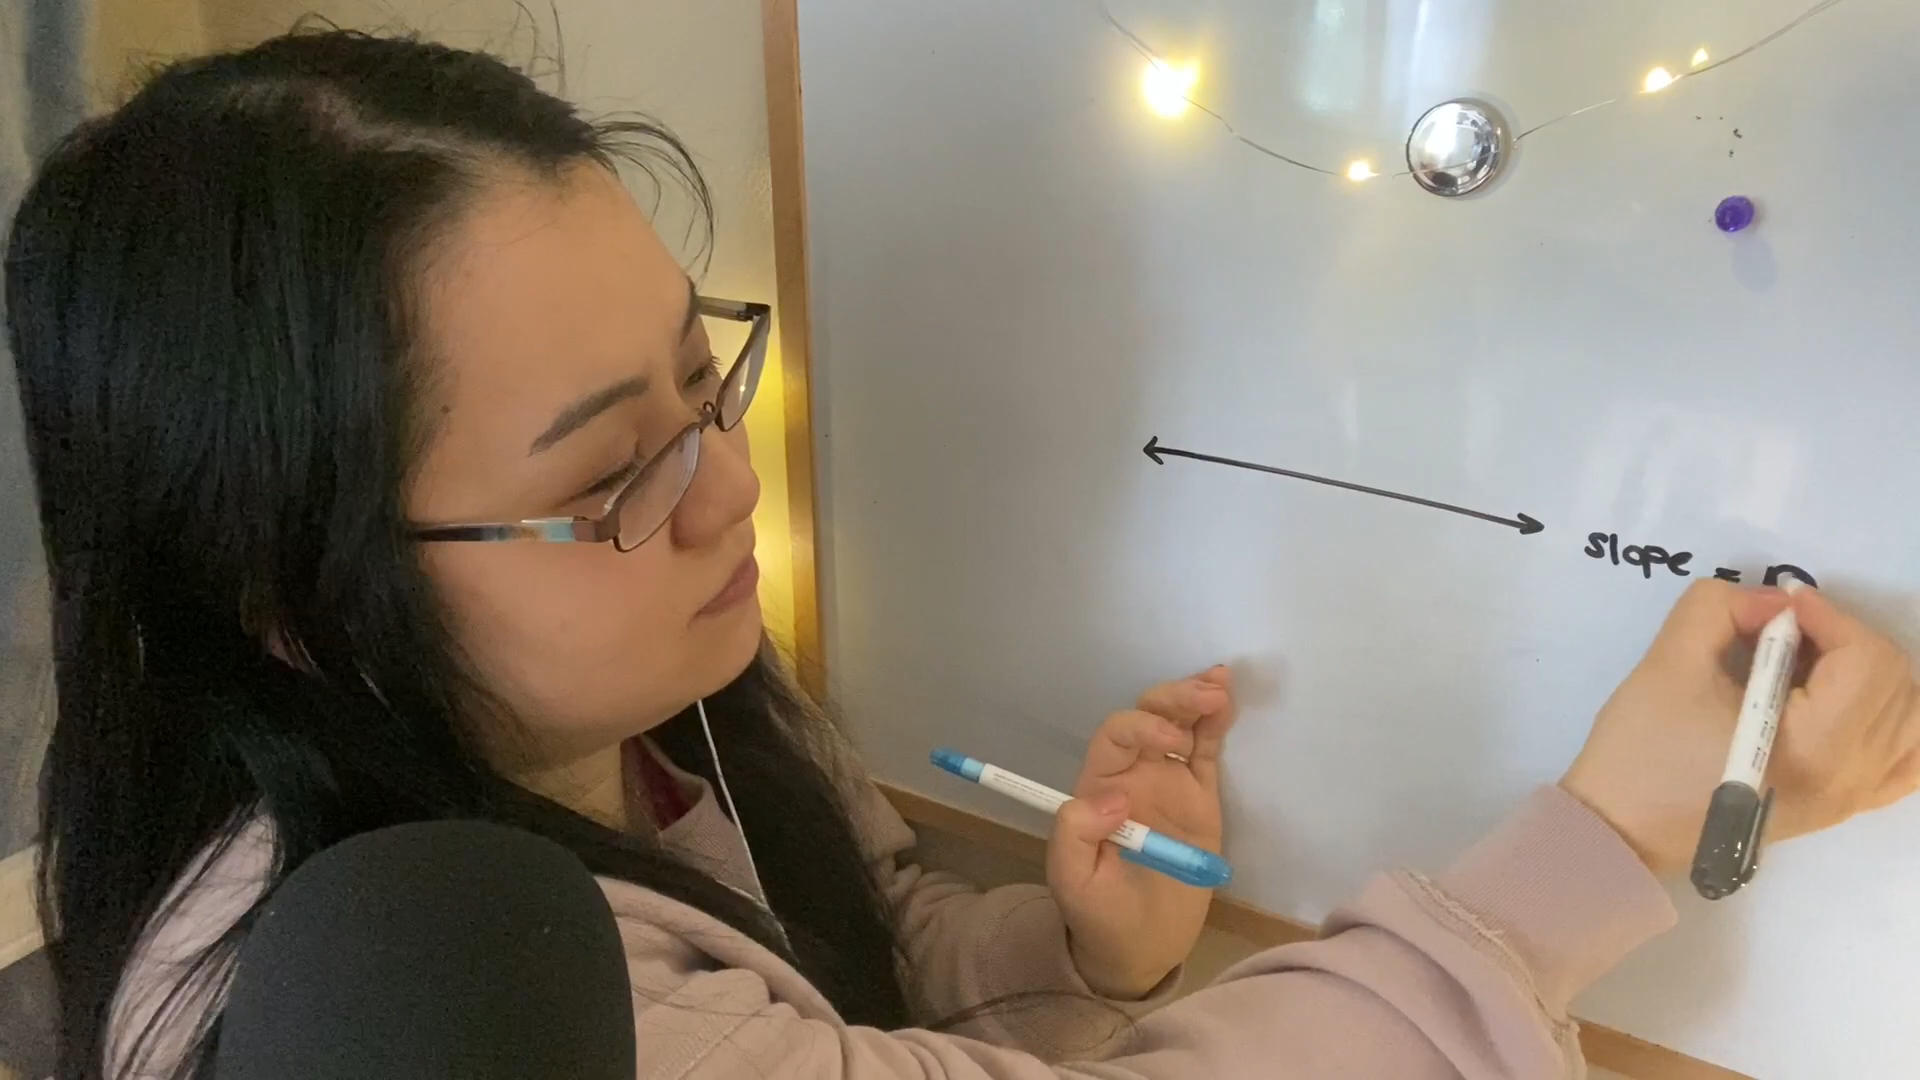 slope =